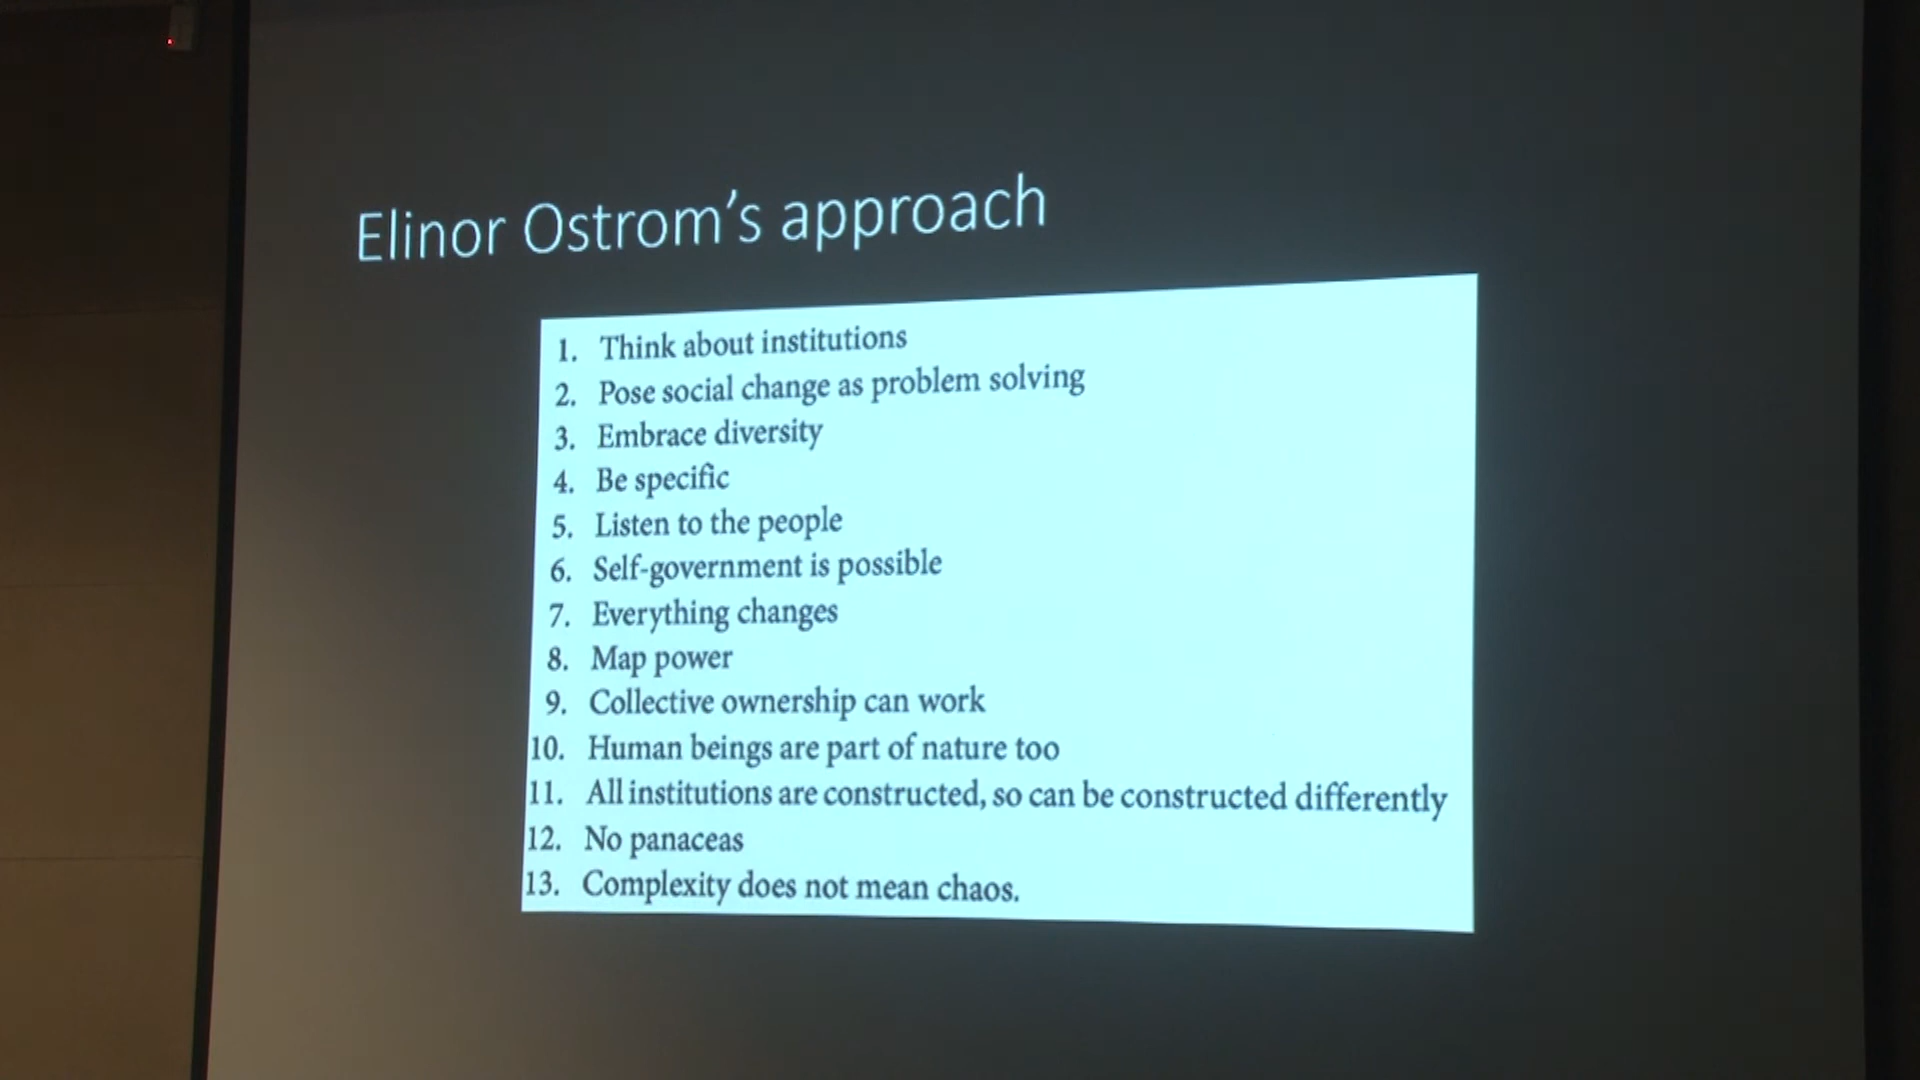 Elinor Ostrom’s approach
1. Think about institutions
2. Pose social change as problem solving
3. Embrace diversity
4. Be specific
5. Listen to the people
6. Self-government is possible
7. Everything changes
8. Map power
9. Collective ownership can work
10. Human beings are part of nature too
11. All institutions are constructed, so can be constructed differently
12. No panaceas
13. Complexity does not mean chaos.